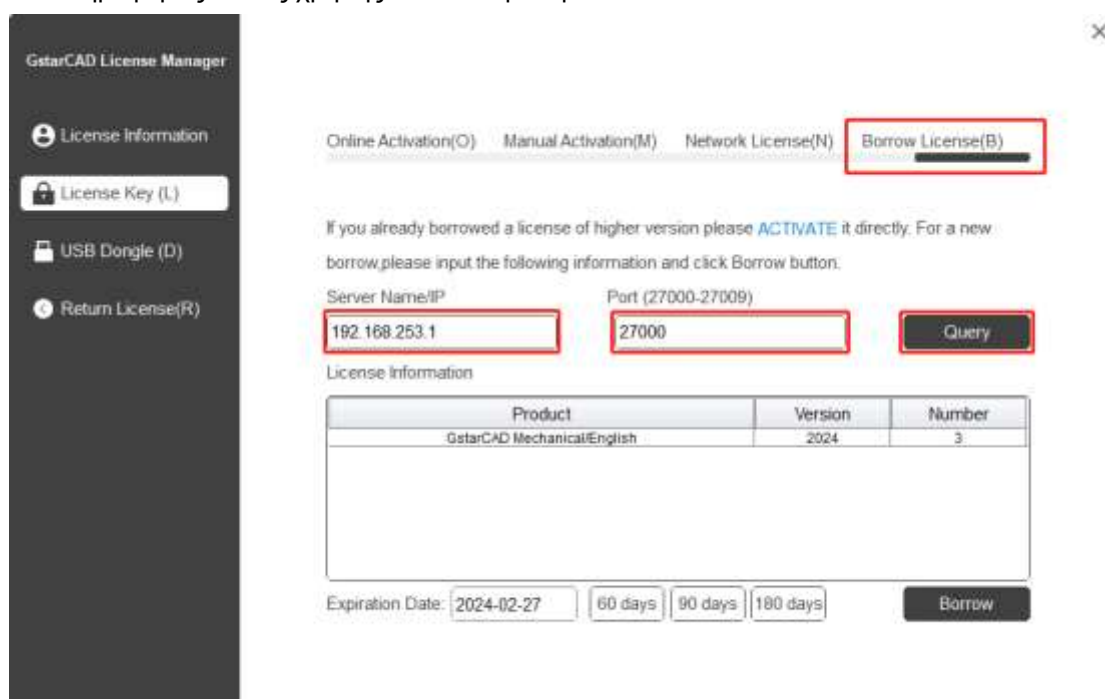 GstarCAD License Manager
License Information
License Key (L)
USB Dongle (D)
Return License(R)
Online Activation(O) Manual Activation(M) Network License(N) Borrow License(B)
If you already borrowed a license of higher version please ACTIVATE it directly. For a new
borrow,please input the following information and click Borrow button.
Server Name/IP Port (27000-27009)
192.168.253.1 27000 Query
License Information
Product Version Number
GstarCAD Mechanical/English 2024 3
Expiration Date: 2024-02-27 60 days 90 days 180 days Borrow